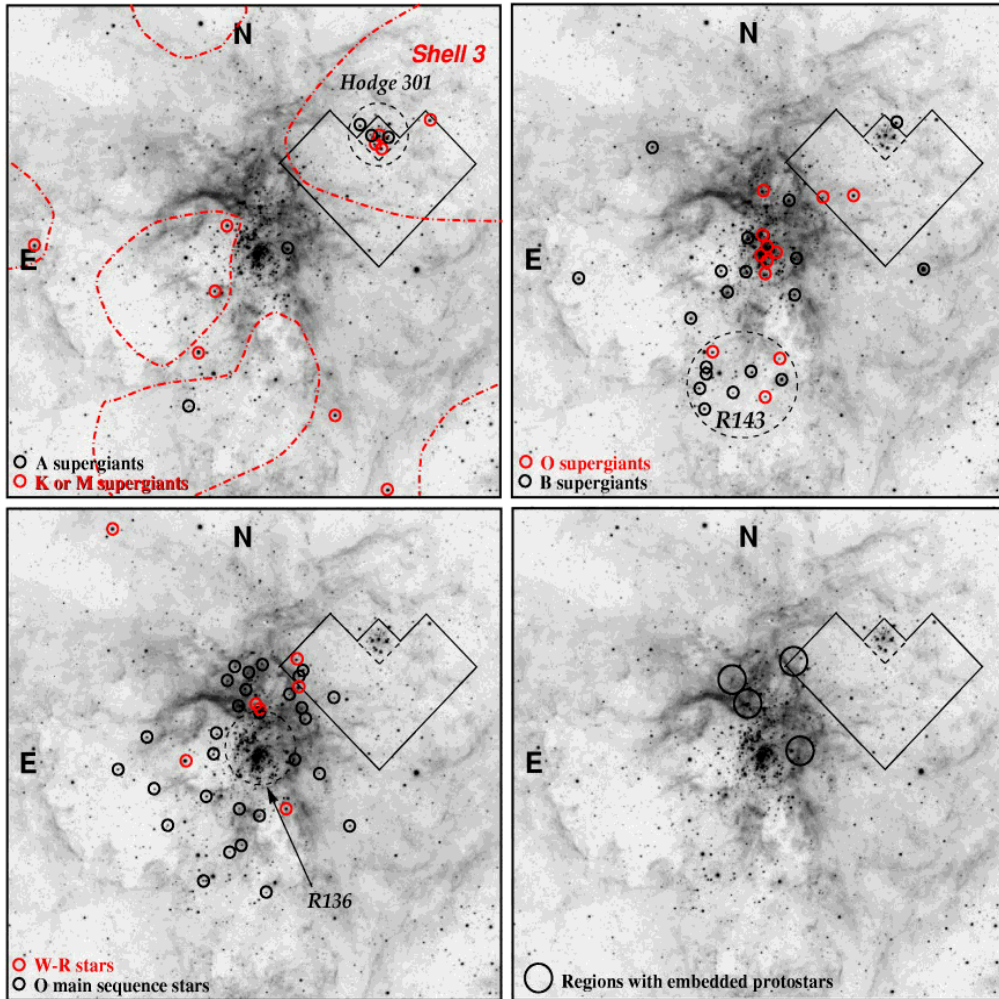 N
Shell 3
Hodge 301
E
A supergiants
K or M supergiants
N
E
R143
O supergiants
B supergiants
N
E
R136
W-R stars
O main sequence stars
N
E
Regions with embedded protostars